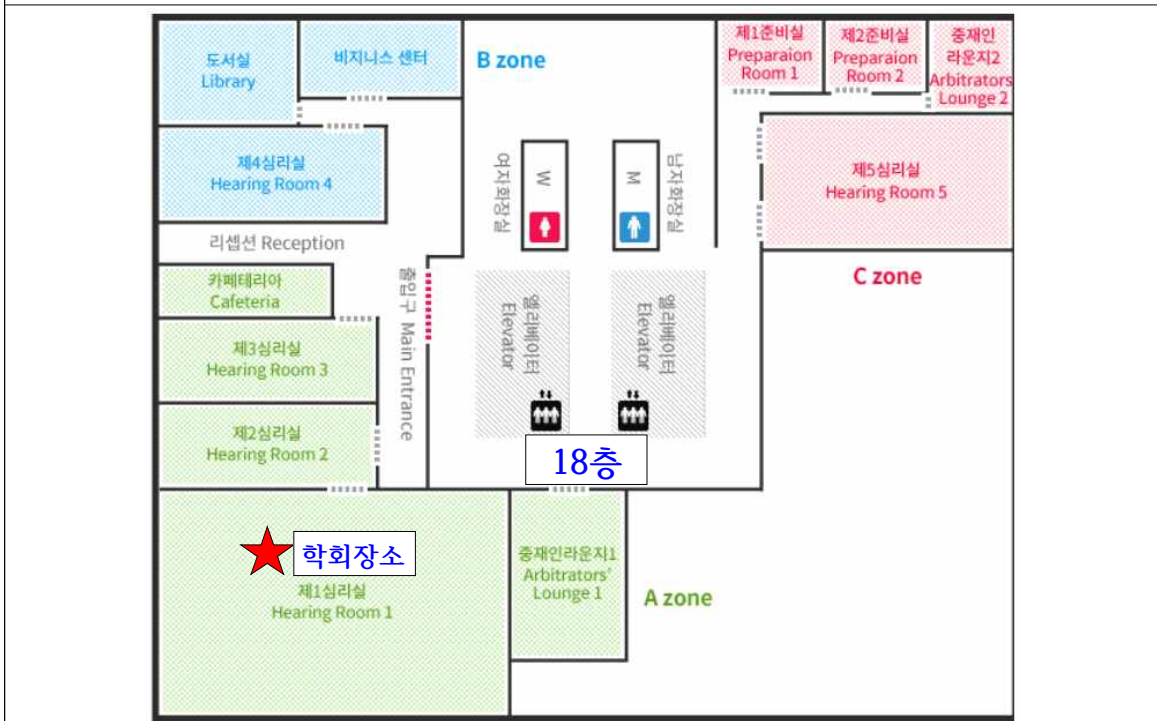 도서실
Library
비지니스 센터
B zone
제1준비실
Preparaion
Room 1
제2준비실
Preparaion
Room 2
중재인
라운지2
Arbitrators
Lounge 2
제4심리실
Hearing Room 4
여자화장실
W
M
남자화장실
제5심리실
Hearing Room 5
리셉션 Reception
C zone
카페테리아
Cafeteria
출입구 Main Entrance
엘리베이터
Elevator
엘리베이터
Elevator
제3심리실
Hearing Room 3
제2심리실
Hearing Room 2
18층
학회장소
제1심리실
Hearing Room 1
중재인라운지1
Arbitrators'
Lounge 1
A zone